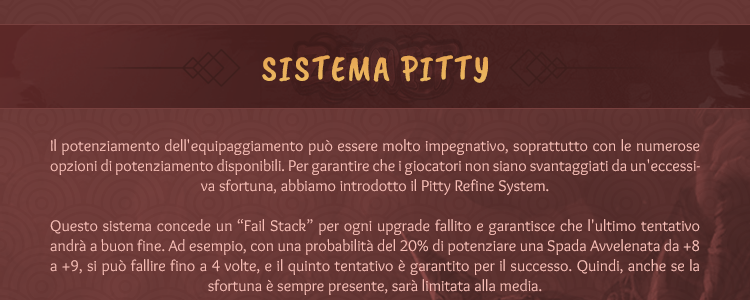 SISTEMA PITTY
Il potenziamento dell'equipaggiamento può essere molto impegnativo, soprattutto con le numerose
opzioni di potenziamento disponibili. Per garantire che i giocatori non siano svantaggiati da un'eccessi-
va sfortuna, abbiamo introdotto il Pitty Refine System.
Questo sistema concede un “Fail Stack” per ogni upgrade fallito e garantisce che l'ultimo tentativo
andrà a buon fine. Ad esempio, con una probabilità del 20% di potenziare una Spada Avvelenata da +8
a +9, si può fallire fino a 4 volte, e il quinto tentativo è garantito per il successo. Quindi, anche se la
sfortuna è sempre presente, sarà limitata alla media.